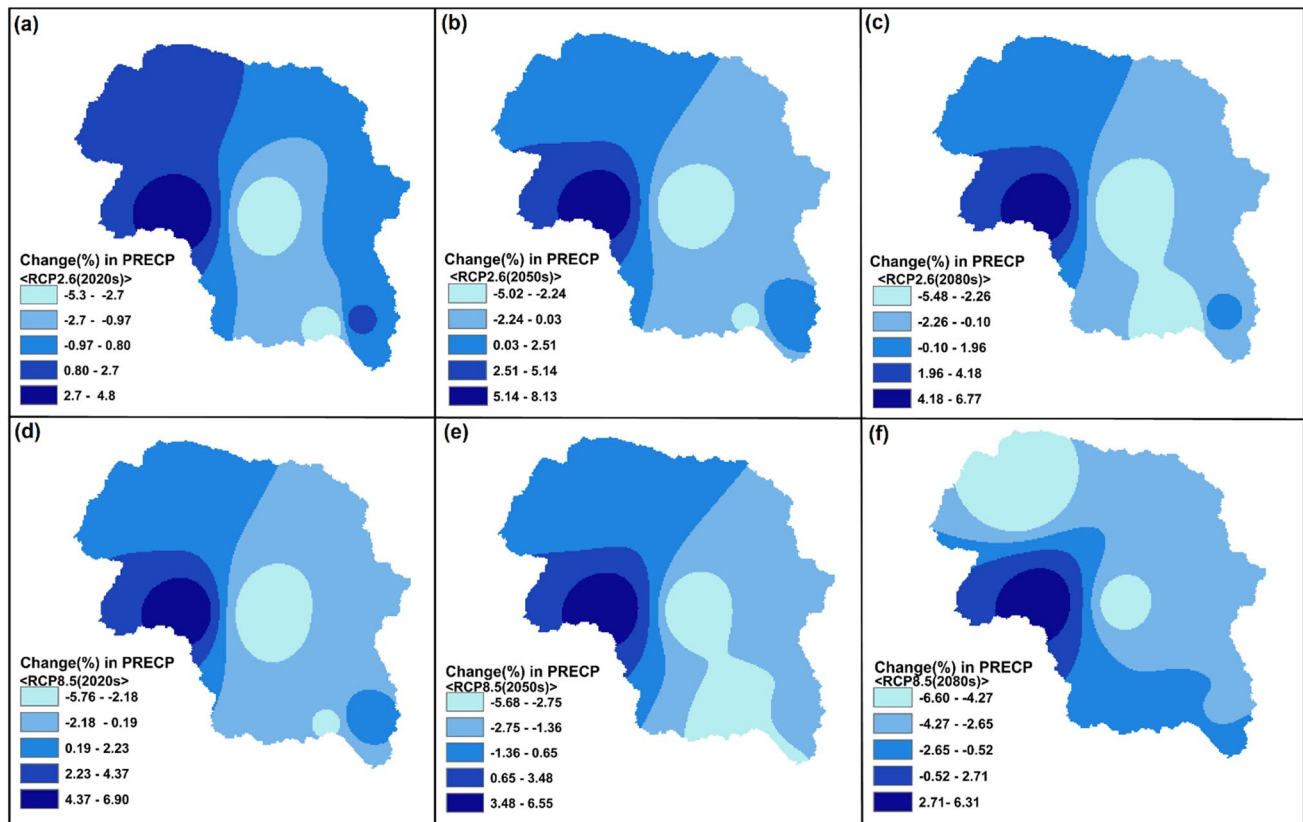 (a)
Change(%) in PRECP
<RCP2.6(2020s)>
-5.3 - -2.7
-2.7 - -0.97
-0.97 - 0.80
0.80 - 2.7
2.7 - 4.8
(b)
Change(%) in PRECP
<RCP2.6(2050s)>
-5.02 - -2.24
-2.24 - 0.03
0.03 - 2.51
2.51 - 5.14
5.14 - 8.13
(c)
Change(%) in PRECP
<RCP2.6(2080s)>
-5.48 - -2.26
-2.26 - -0.10
-0.10 - 1.96
1.96 - 4.18
4.18 - 6.77
(d)
Change(%) in PRECP
<RCP8.5(2020s>
-5.76 - -2.18
-2.18 - 0.19
0.19 - 2.23
2.23 - 4.37
4.37 - 6.90
(e)
Change(%) in PRECP
<RCP8.5(2050s>
-5.68 - -2.75
-2.75 - -1.36
-1.36 - 0.65
0.65 - 3.48
3.48 - 6.55
(f)
Change(%) in PRECP
<RCP8.5(2080s>
-6.60 - -4.27
-4.27 - -2.65
-2.65 - -0.52
-0.52 - 2.71
2.71- 6.31